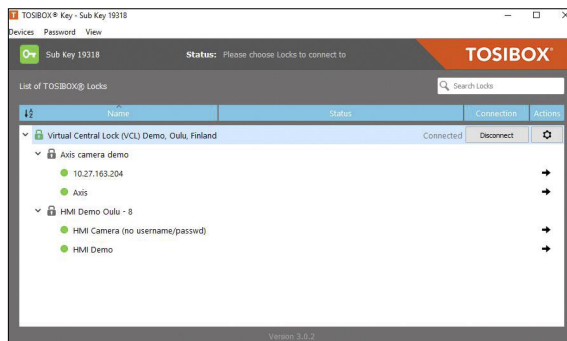 TOSIBOX® Key - Sub Key 19318
Devices Password View
Sub Key 19318 Status: Please choose Locks to connect to TOSIBOX®
List of TOSIBOX® Locks Search Locks
Name Status Connection Actions
Virtual Central Lock (VCL) Demo, Oulu, Finland Connected Disconnect
Axis camera demo
10.27.163.204
Axis
HMI Demo Oulu - 8
HMI Camera (no username/passwd)
HMI Demo
Version 3.0.2